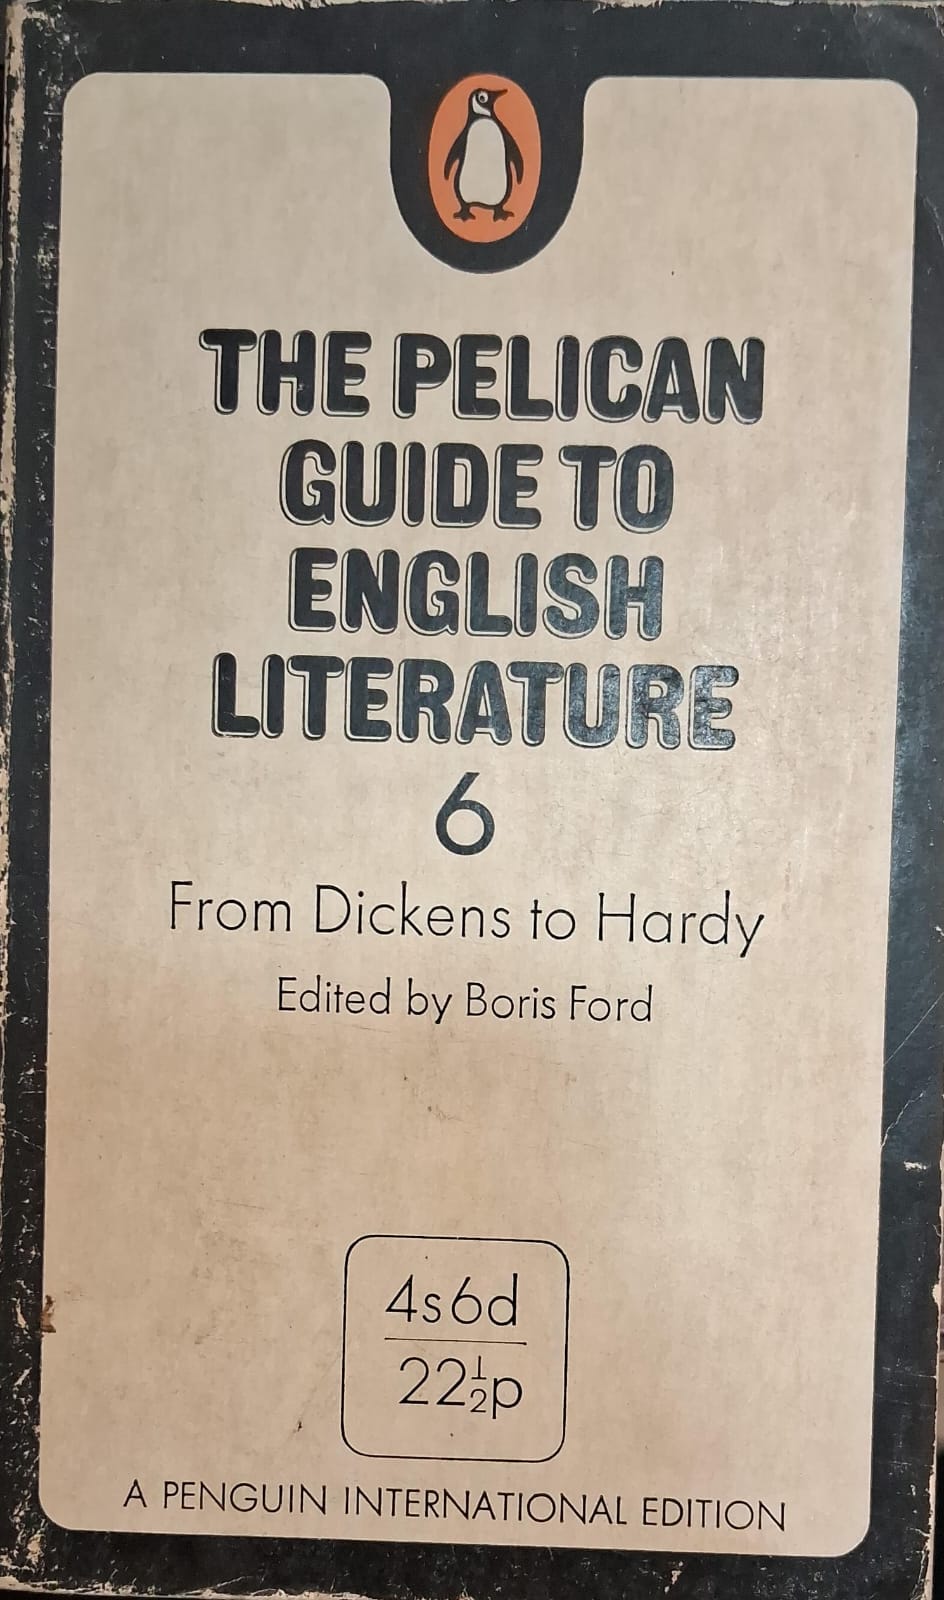 THE PELICAN
GUIDE TO
ENGLISH
LITERATURE
6
From Dickens to Hardy
Edited by Boris Ford
4s6d
22½p
A PENGUIN INTERNATIONAL EDITION